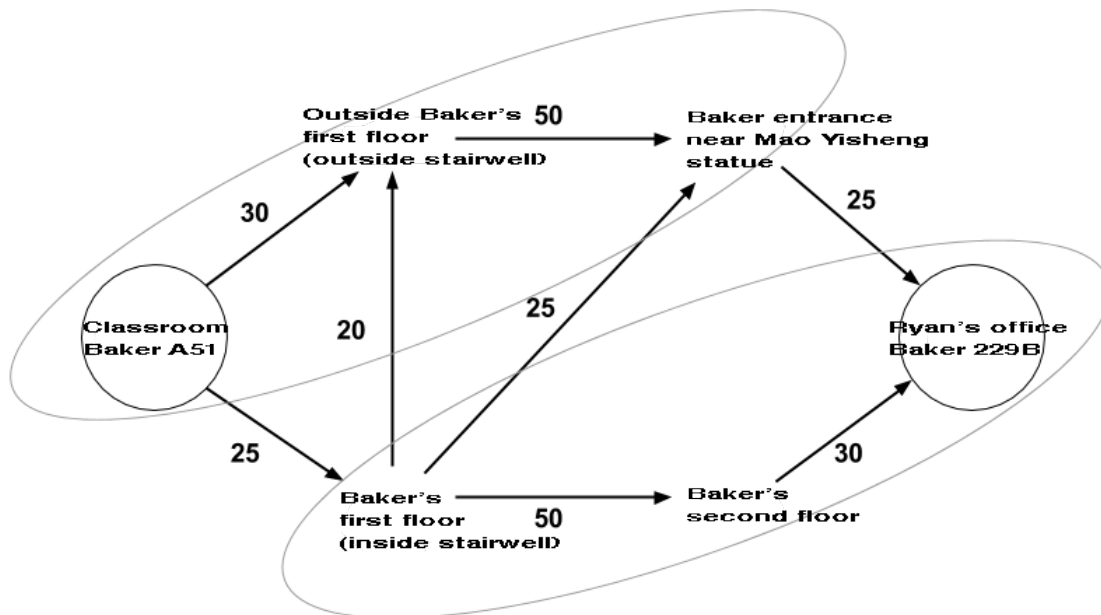 Outside Baker's
first floor
(outside stairwell)
50
Baker entrance
near Mao Yisheng
statue
30
25
Classroom
Baker A51
20
25
Ryan's office
Baker 229B
25
30
Baker's
first floor
(inside stairwell)
50
Baker's
second floor